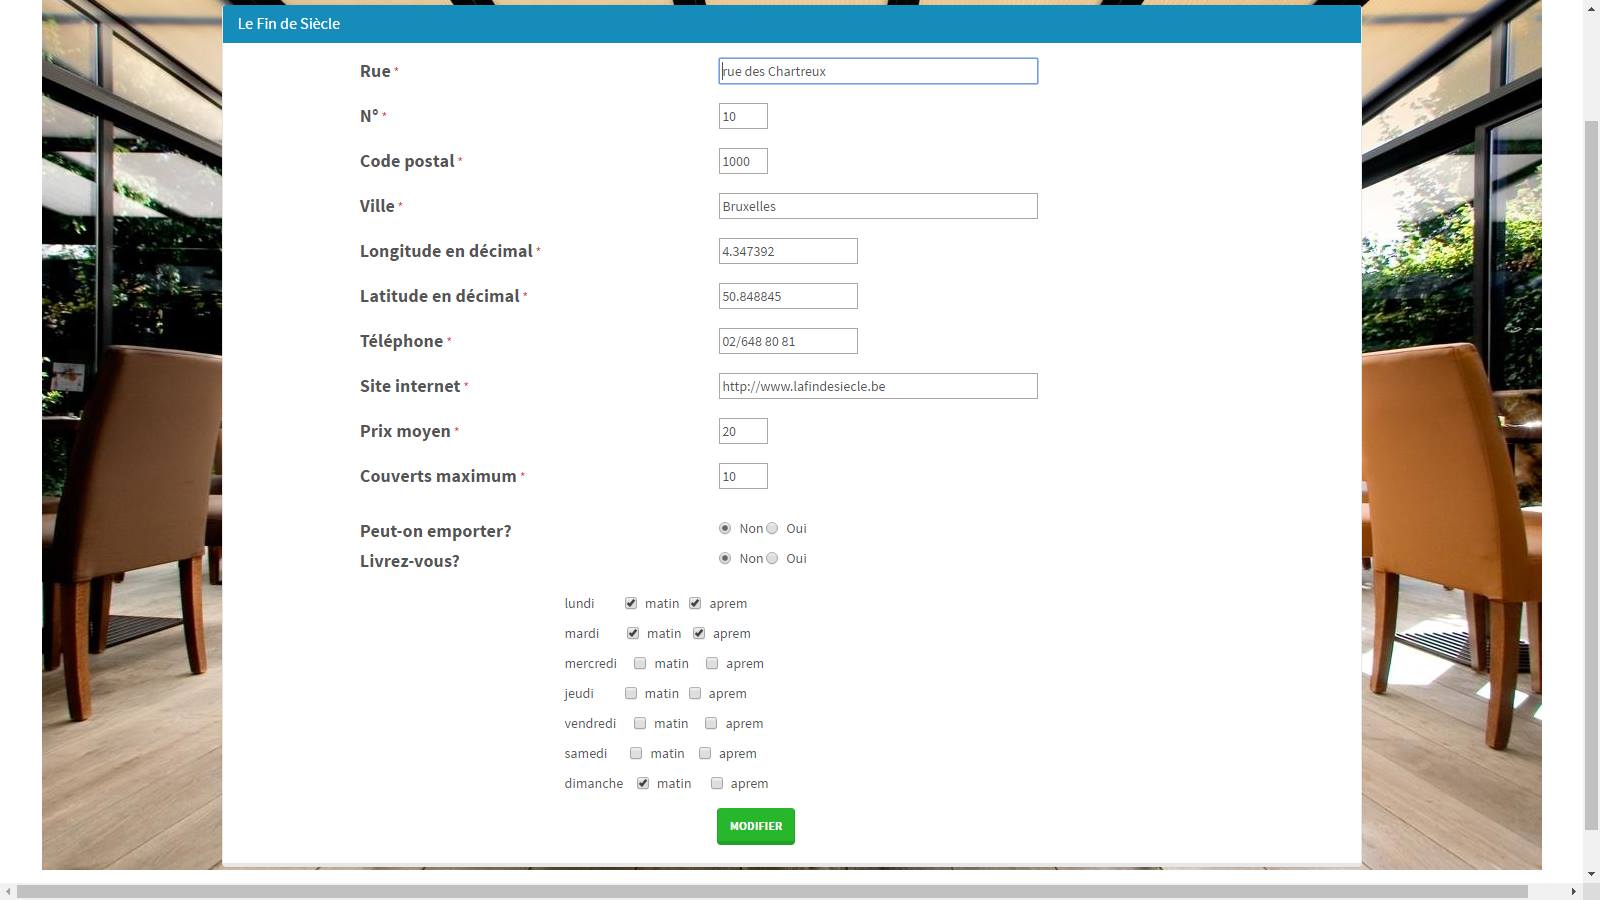 Le Fin de Siècle
Rue * rue des Chartreux
N° * 10
Code postal * 1000
Ville * Bruxelles
Longitude en décimal * 4.347392
Latitude en décimal * 50.848845
Téléphone * 02/648 80 81
Site internet * http://www.lafindesiecle.be
Prix moyen * 20
Couverts maximum * 10
Peut-on emporter? Non Oui
Livrez-vous? Non Oui
lundi matin aprem
mardi matin aprem
mercredi matin aprem
jeudi matin aprem
vendredi matin aprem
samedi matin aprem
dimanche matin aprem
MODIFIER